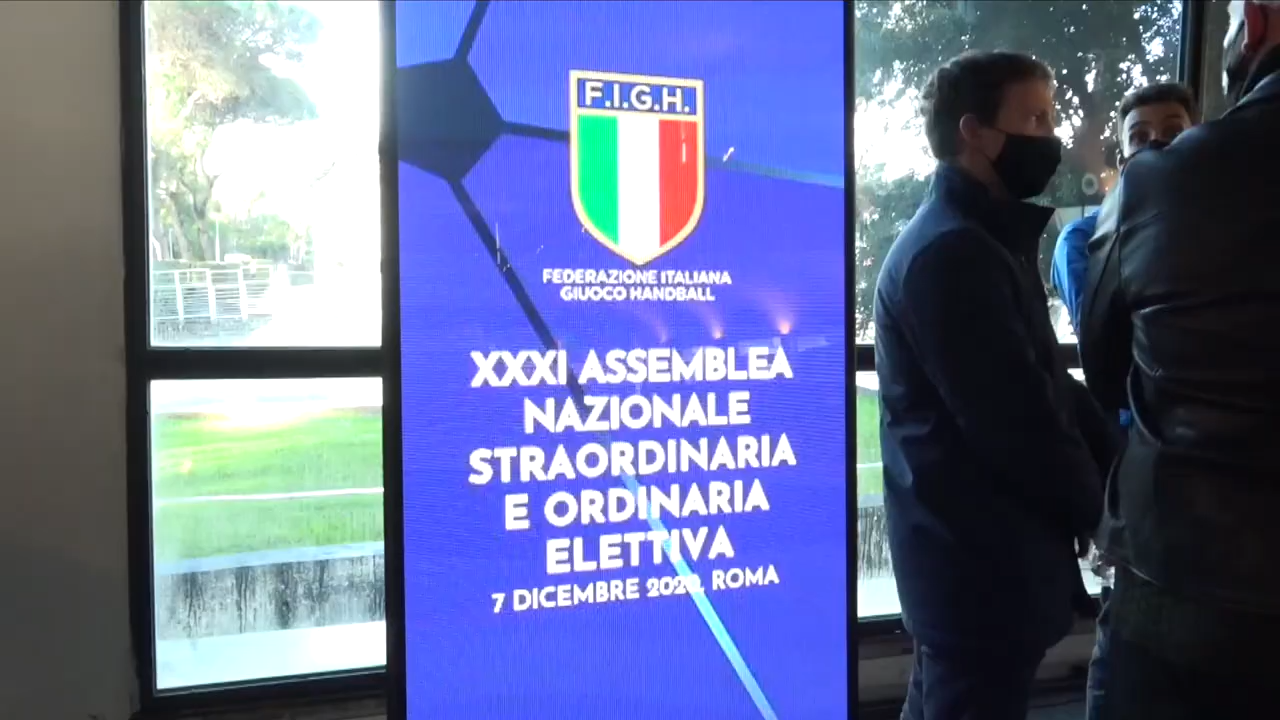 F.I.G.H.
FEDERAZIONE ITALIANA
GIUOCO HANDBALL
XXXI ASSEMBLEA
NAZIONALE
STRAORDINARIA
E ORDINARIA
ELETTIVA
7 DICEMBRE 2020, ROMA